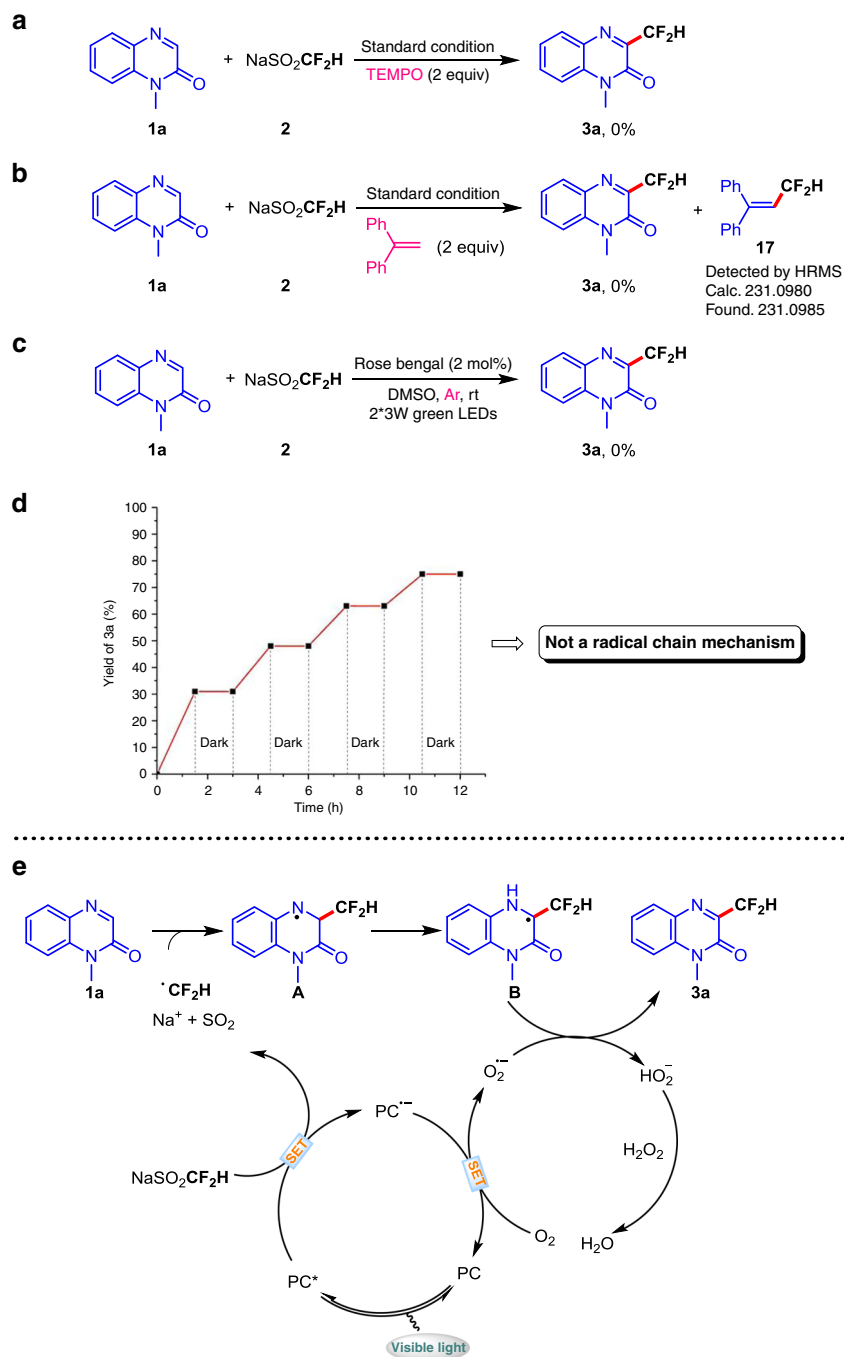 a
N
N
O
1a
+
NaSO2CF2H
2
Standard condition
TEMPO (2 equiv)
N
CF2H
N
O
3a, 0%
b
N
N
O
1a
+
NaSO2CF2H
2
Standard condition
Ph
Ph
(2 equiv)
N
CF2H
N
O
3a, 0%
+
Ph
Ph
CF2H
17
Detected by HRMS
Calc. 231.0980
Found. 231.0985
c
N
N
O
1a
+
NaSO2CF2H
2
Rose bengal (2 mol%)
DMSO, Ar, rt
2*3W green LEDs
N
CF2H
N
O
3a, 0%
d
Yield of 3a (%)
100
90
80
70
60
50
40
30
20
10
0
Dark
Dark
Dark
Dark
0 2 4 6 8 10 12
Time (h)
Not a radical chain mechanism
e
N
N
O
1a
•CF2H
Na+ + SO2
N
CF2H
N
O
A
H
N
CF2H
N
O
B
N
CF2H
N
O
3a
O2•−
HO2−
H2O2
H2O
PC•−
SET
SET
NaSO2CF2H
O2
PC*
PC
Visible light